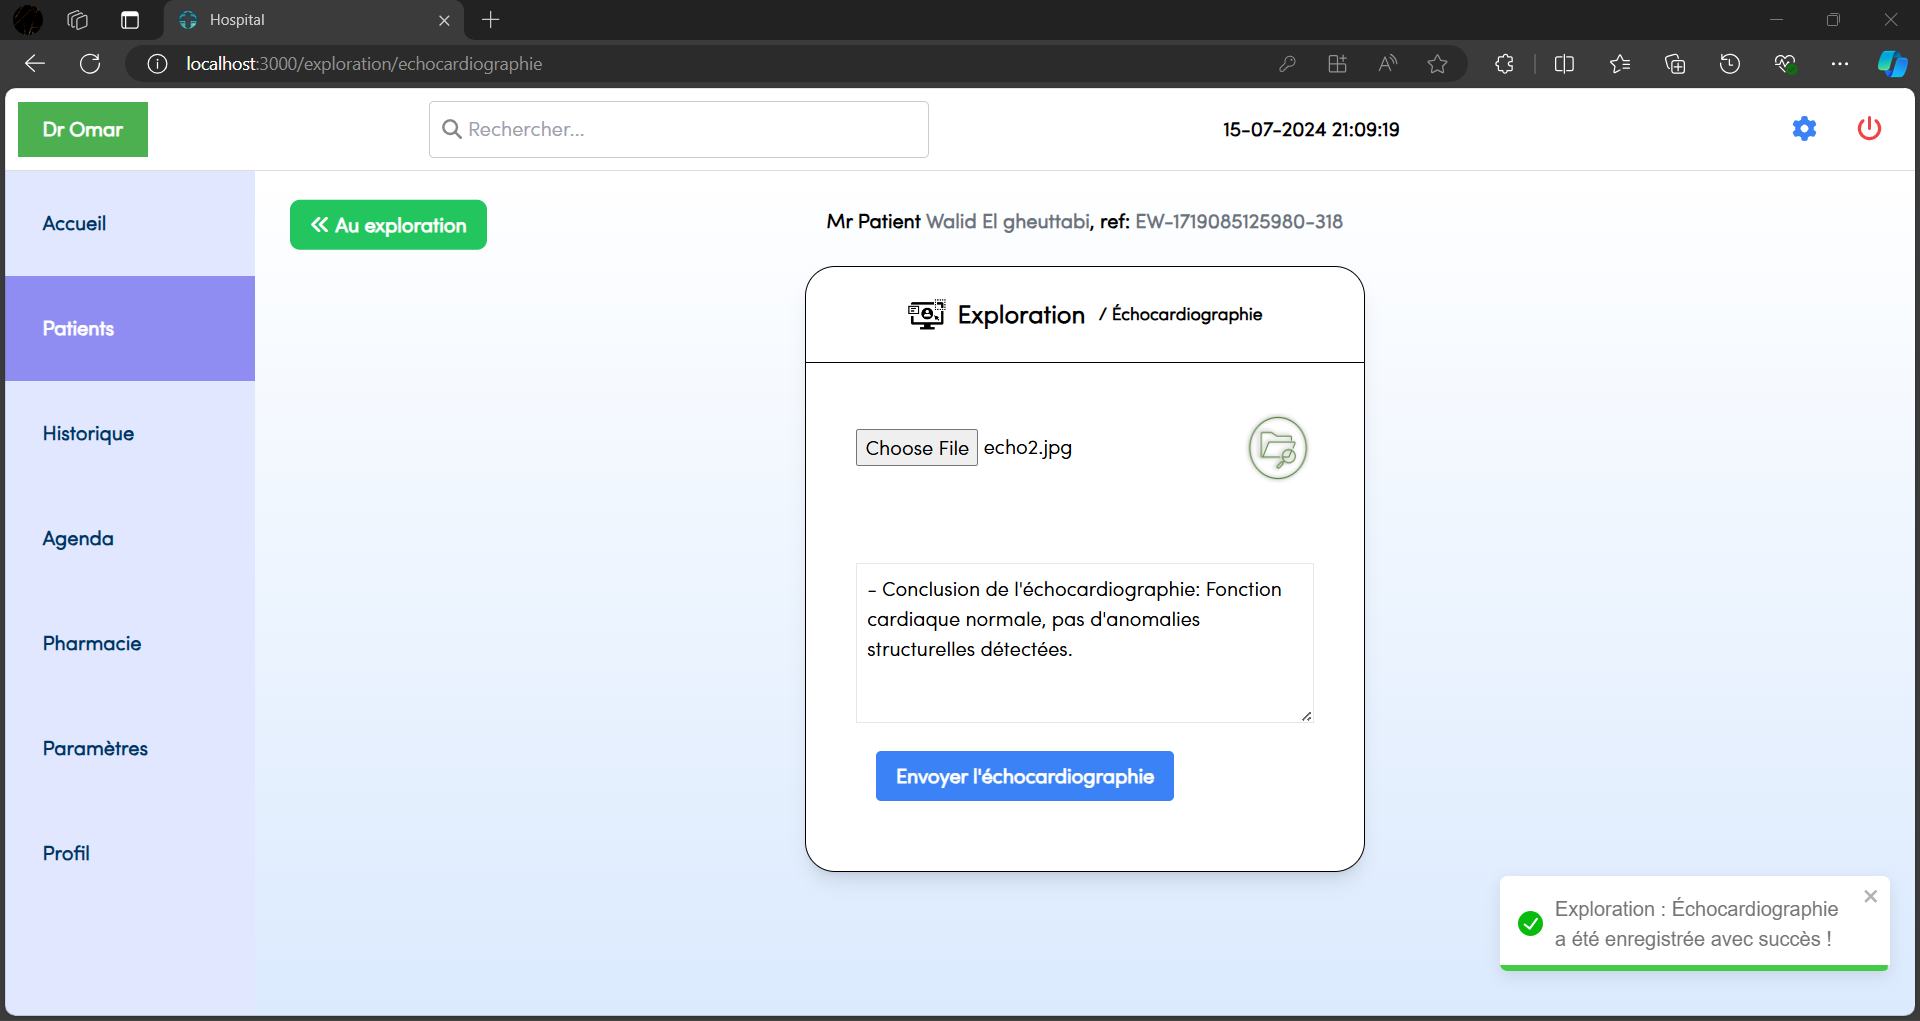 Hospital
localhost:3000/exploration/echocardiographie
Dr Omar
Rechercher...
15-07-2024 21:09:19
Accueil
Patients
Historique
Agenda
Pharmacie
Paramètres
Profil
« Au exploration
Mr Patient Walid El gheuttabi, ref: EW-1719085125980-318
Exploration / Échocardiographie
Choose File echo2.jpg
- Conclusion de l'échocardiographie: Fonction
cardiaque normale, pas d'anomalies
structurelles détectées.
Envoyer l'échocardiographie
Exploration : Échocardiographie
a été enregistrée avec succès !